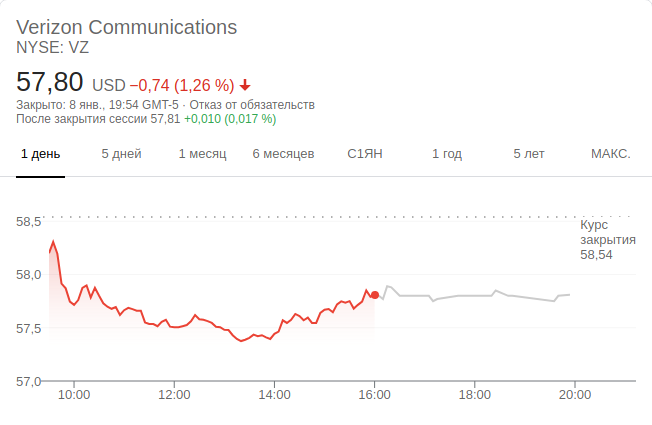 Verizon Communications
NYSE: VZ
57,80 USD −0,74 (1,26 %)
Закрыто: 8 янв., 19:54 GMT-5 · Отказ от обязательств
После закрытия сессии 57,81 +0,010 (0,017 %)
1 день 5 дней 1 месяц 6 месяцев С1ЯН 1 год 5 лет МАКС.
58,5
Курс
закрытия
58,54
58,0
57,5
57,0
10:00 12:00 14:00 16:00 18:00 20:00